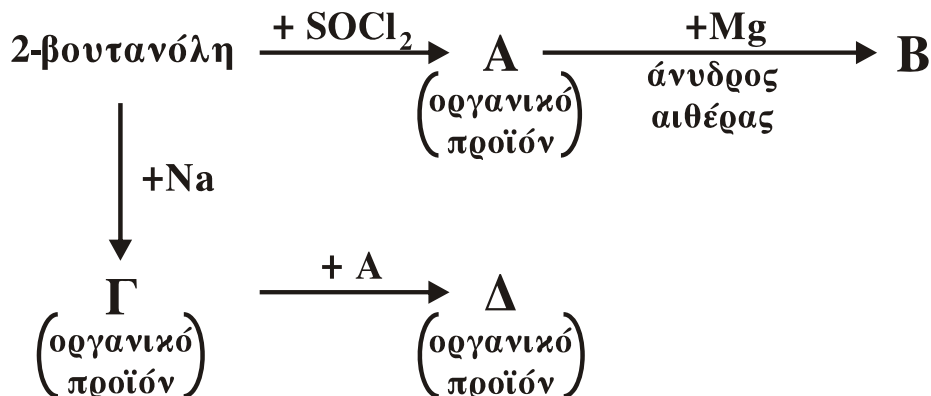 2-βουτανόλη + SOCl₂ Α +Mg Β
(οργανικό προϊόν) άνυδρος αιθέρας
+Na
Γ + Α Δ
(οργανικό προϊόν) (οργανικό προϊόν)